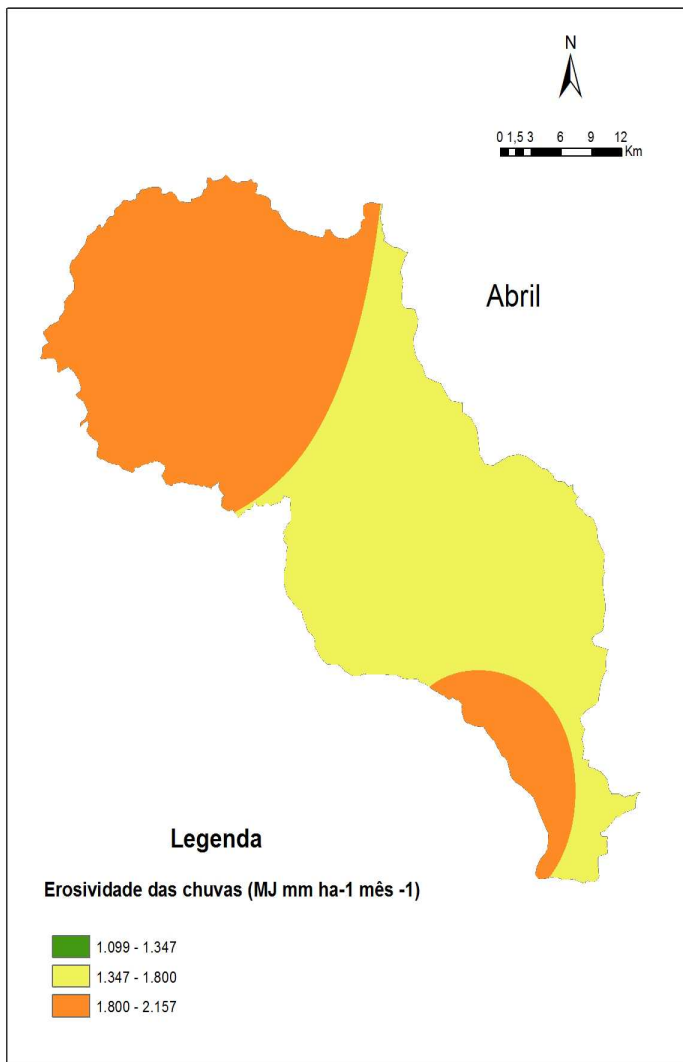 N
0 1,5 3 6 9 12
Km
Abril
Legenda
Erosividade das chuvas (MJ mm ha-1 mês -1)
1.099 - 1.347
1.347 - 1.800
1.800 - 2.157